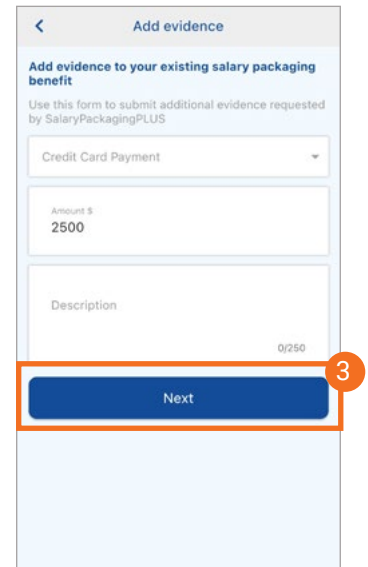 Add evidence
Add evidence to your existing salary packaging
benefit
Use this form to submit additional evidence requested
by SalaryPackagingPLUS
Credit Card Payment
Amount $
2500
Description
0/250
3
Next